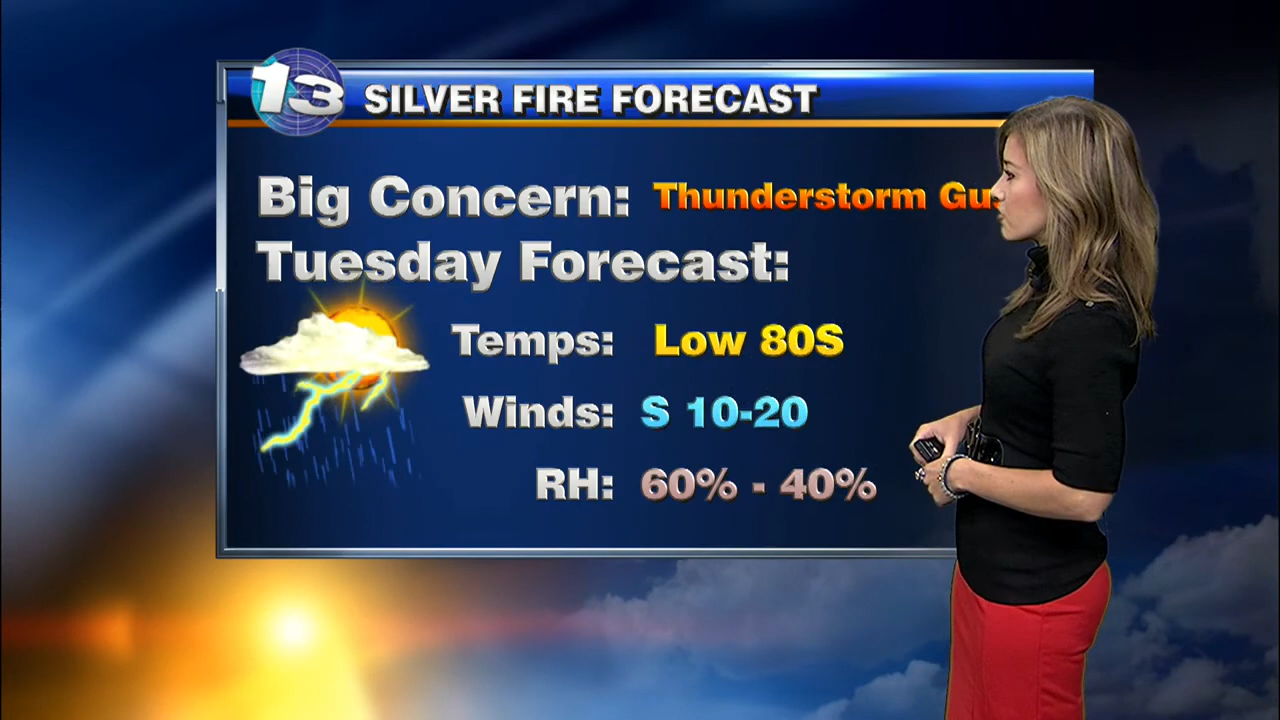 13 SILVER FIRE FORECAST
Big Concern: Thunderstorm
Tuesday Forecast:
Temps: Low 80S
Winds: S 10-20
RH: 60% - 40%